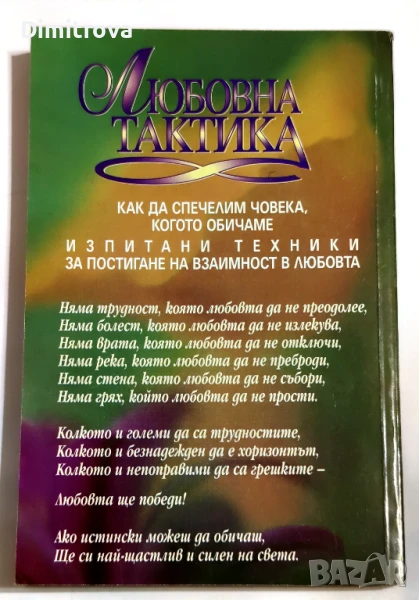 Dimitrova
ЛЮБОВНА
ТАКТИКА
КАК ДА СПЕЧЕЛИМ ЧОВЕКА,
КОГОТО ОБИЧАМЕ
ИЗПИТАНИ ТЕХНИКИ
ЗА ПОСТИГАНЕ НА ВЗАИМНОСТ В ЛЮБОВТА
Няма трудност, която любовта да не преодолее,
Няма болест, която любовта да не излекува,
Няма врата, която любовта да не отключи,
Няма река, която любовта да не преброди,
Няма стена, която любовта да не събори,
Няма грях, който любовта да не прости.
Колкото и големи да са трудностите,
Колкото и безнадежден да е хоризонтът,
Колкото и непоправими да са грешките –
Любовта ще победи!
Ако истински можеш да обичаш,
Ще си най-щастлив и силен на света.
BAZAR